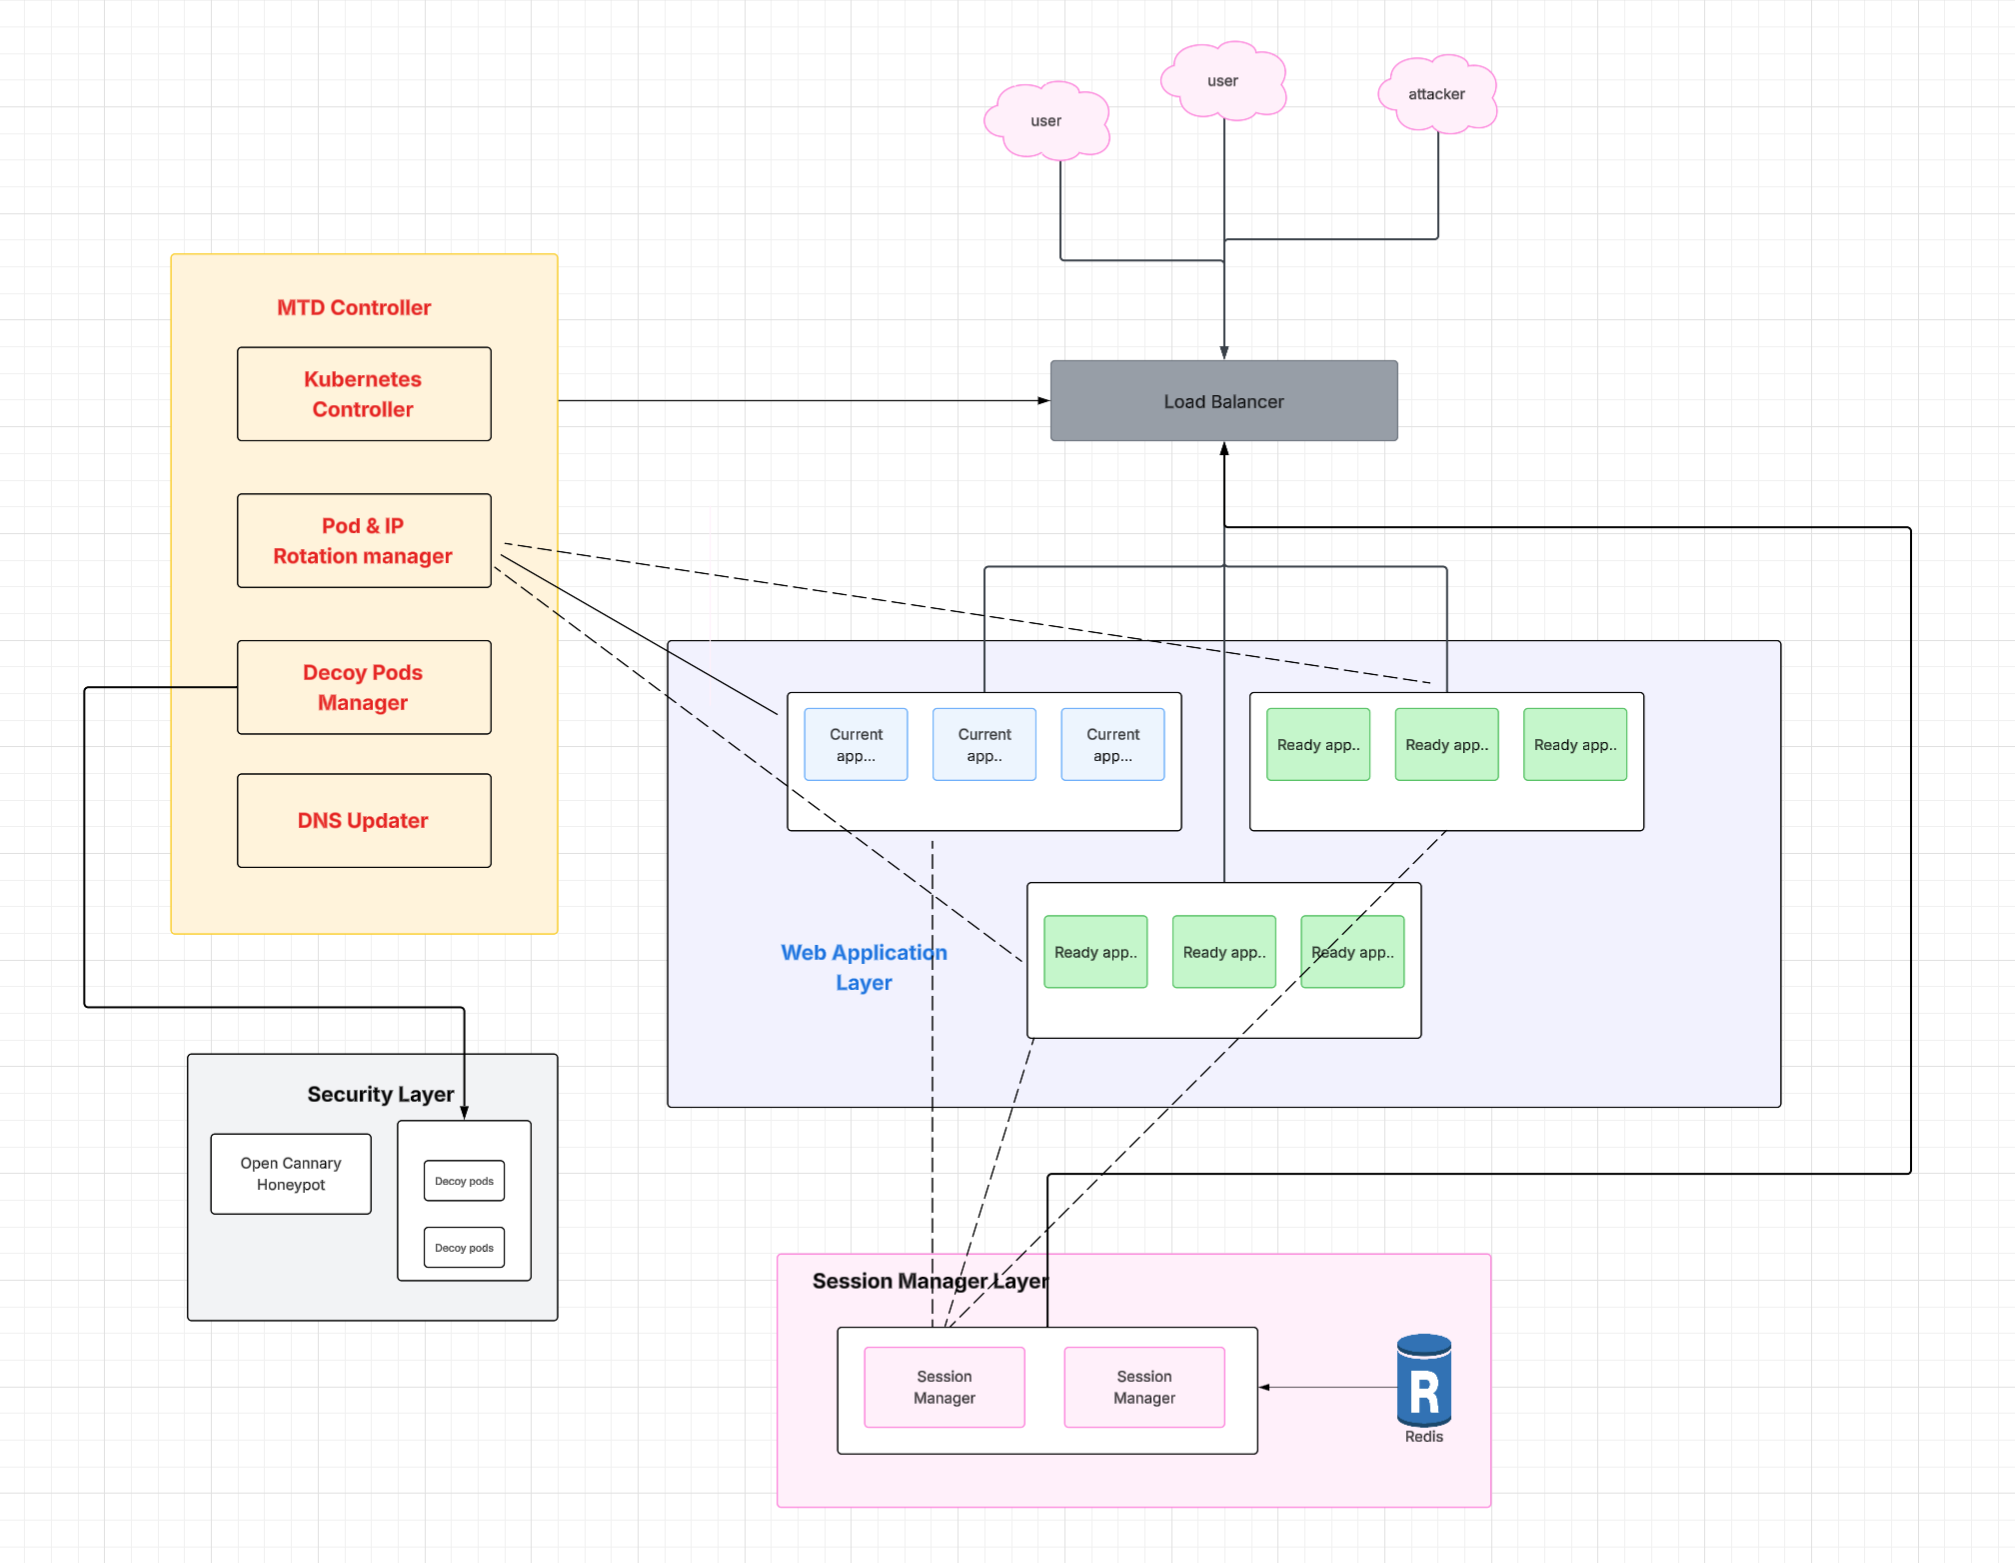 user
user
attacker
MTD Controller
Kubernetes
Controller
Load Balancer
Pod & IP
Rotation manager
Decoy Pods
Manager
DNS Updater
Current
app...
Current
app..
Current
app...
Ready app..
Ready app..
Ready app..
Web Application
Layer
Ready app..
Ready app..
Ready app..
Security Layer
Open Cannary
Honeypot
Decoy pods
Decoy pods
Session Manager Layer
Session
Manager
Session
Manager
R
Redis